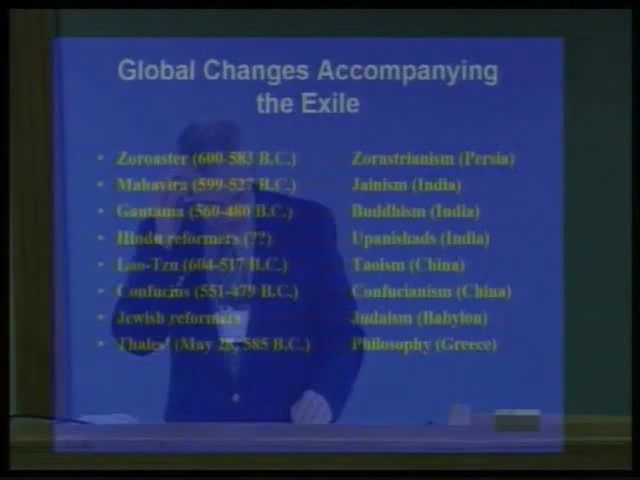 Global Changes Accompanying
the Exile
• Zoroaster (600-583 B.C.) Zorastrianism (Persia)
• Mahavira (599-527 B.C.) Jainism (India)
• Gautama (560-480 B.C.) Buddhism (India)
• Hindu reformers (??) Upanishads (India)
• Lao-Tzu (604-517 B.C.) Taoism (China)
• Confucius (551-479 B.C.) Confucianism (China)
• Jewish reformers Judaism (Babylon)
• Thales' (May 28, 585 B.C.) Philosophy (Greece)